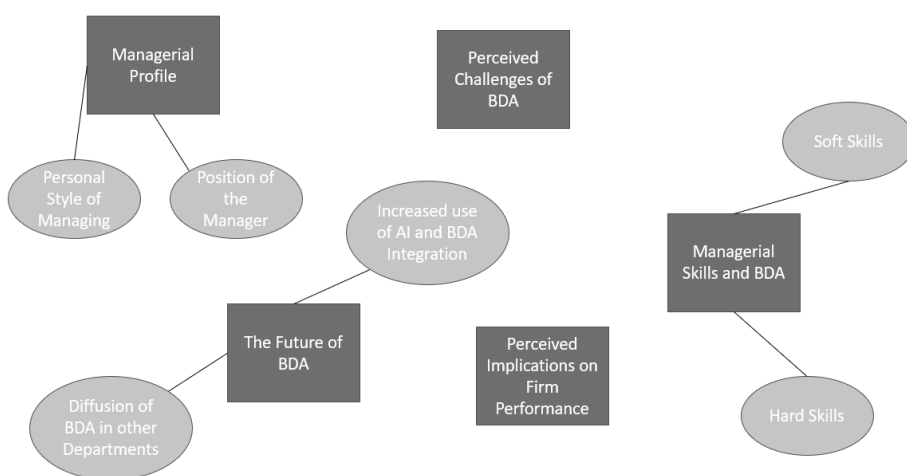 Managerial
Profile
Perceived
Challenges of
BDA
Soft Skills
Personal
Style of
Managing
Position of
the
Manager
Increased use
of AI and BDA
Integration
Managerial
Skills and BDA
The Future of
BDA
Perceived
Implications on
Firm
Performance
Diffusion of
BDA in other
Departments
Hard Skills